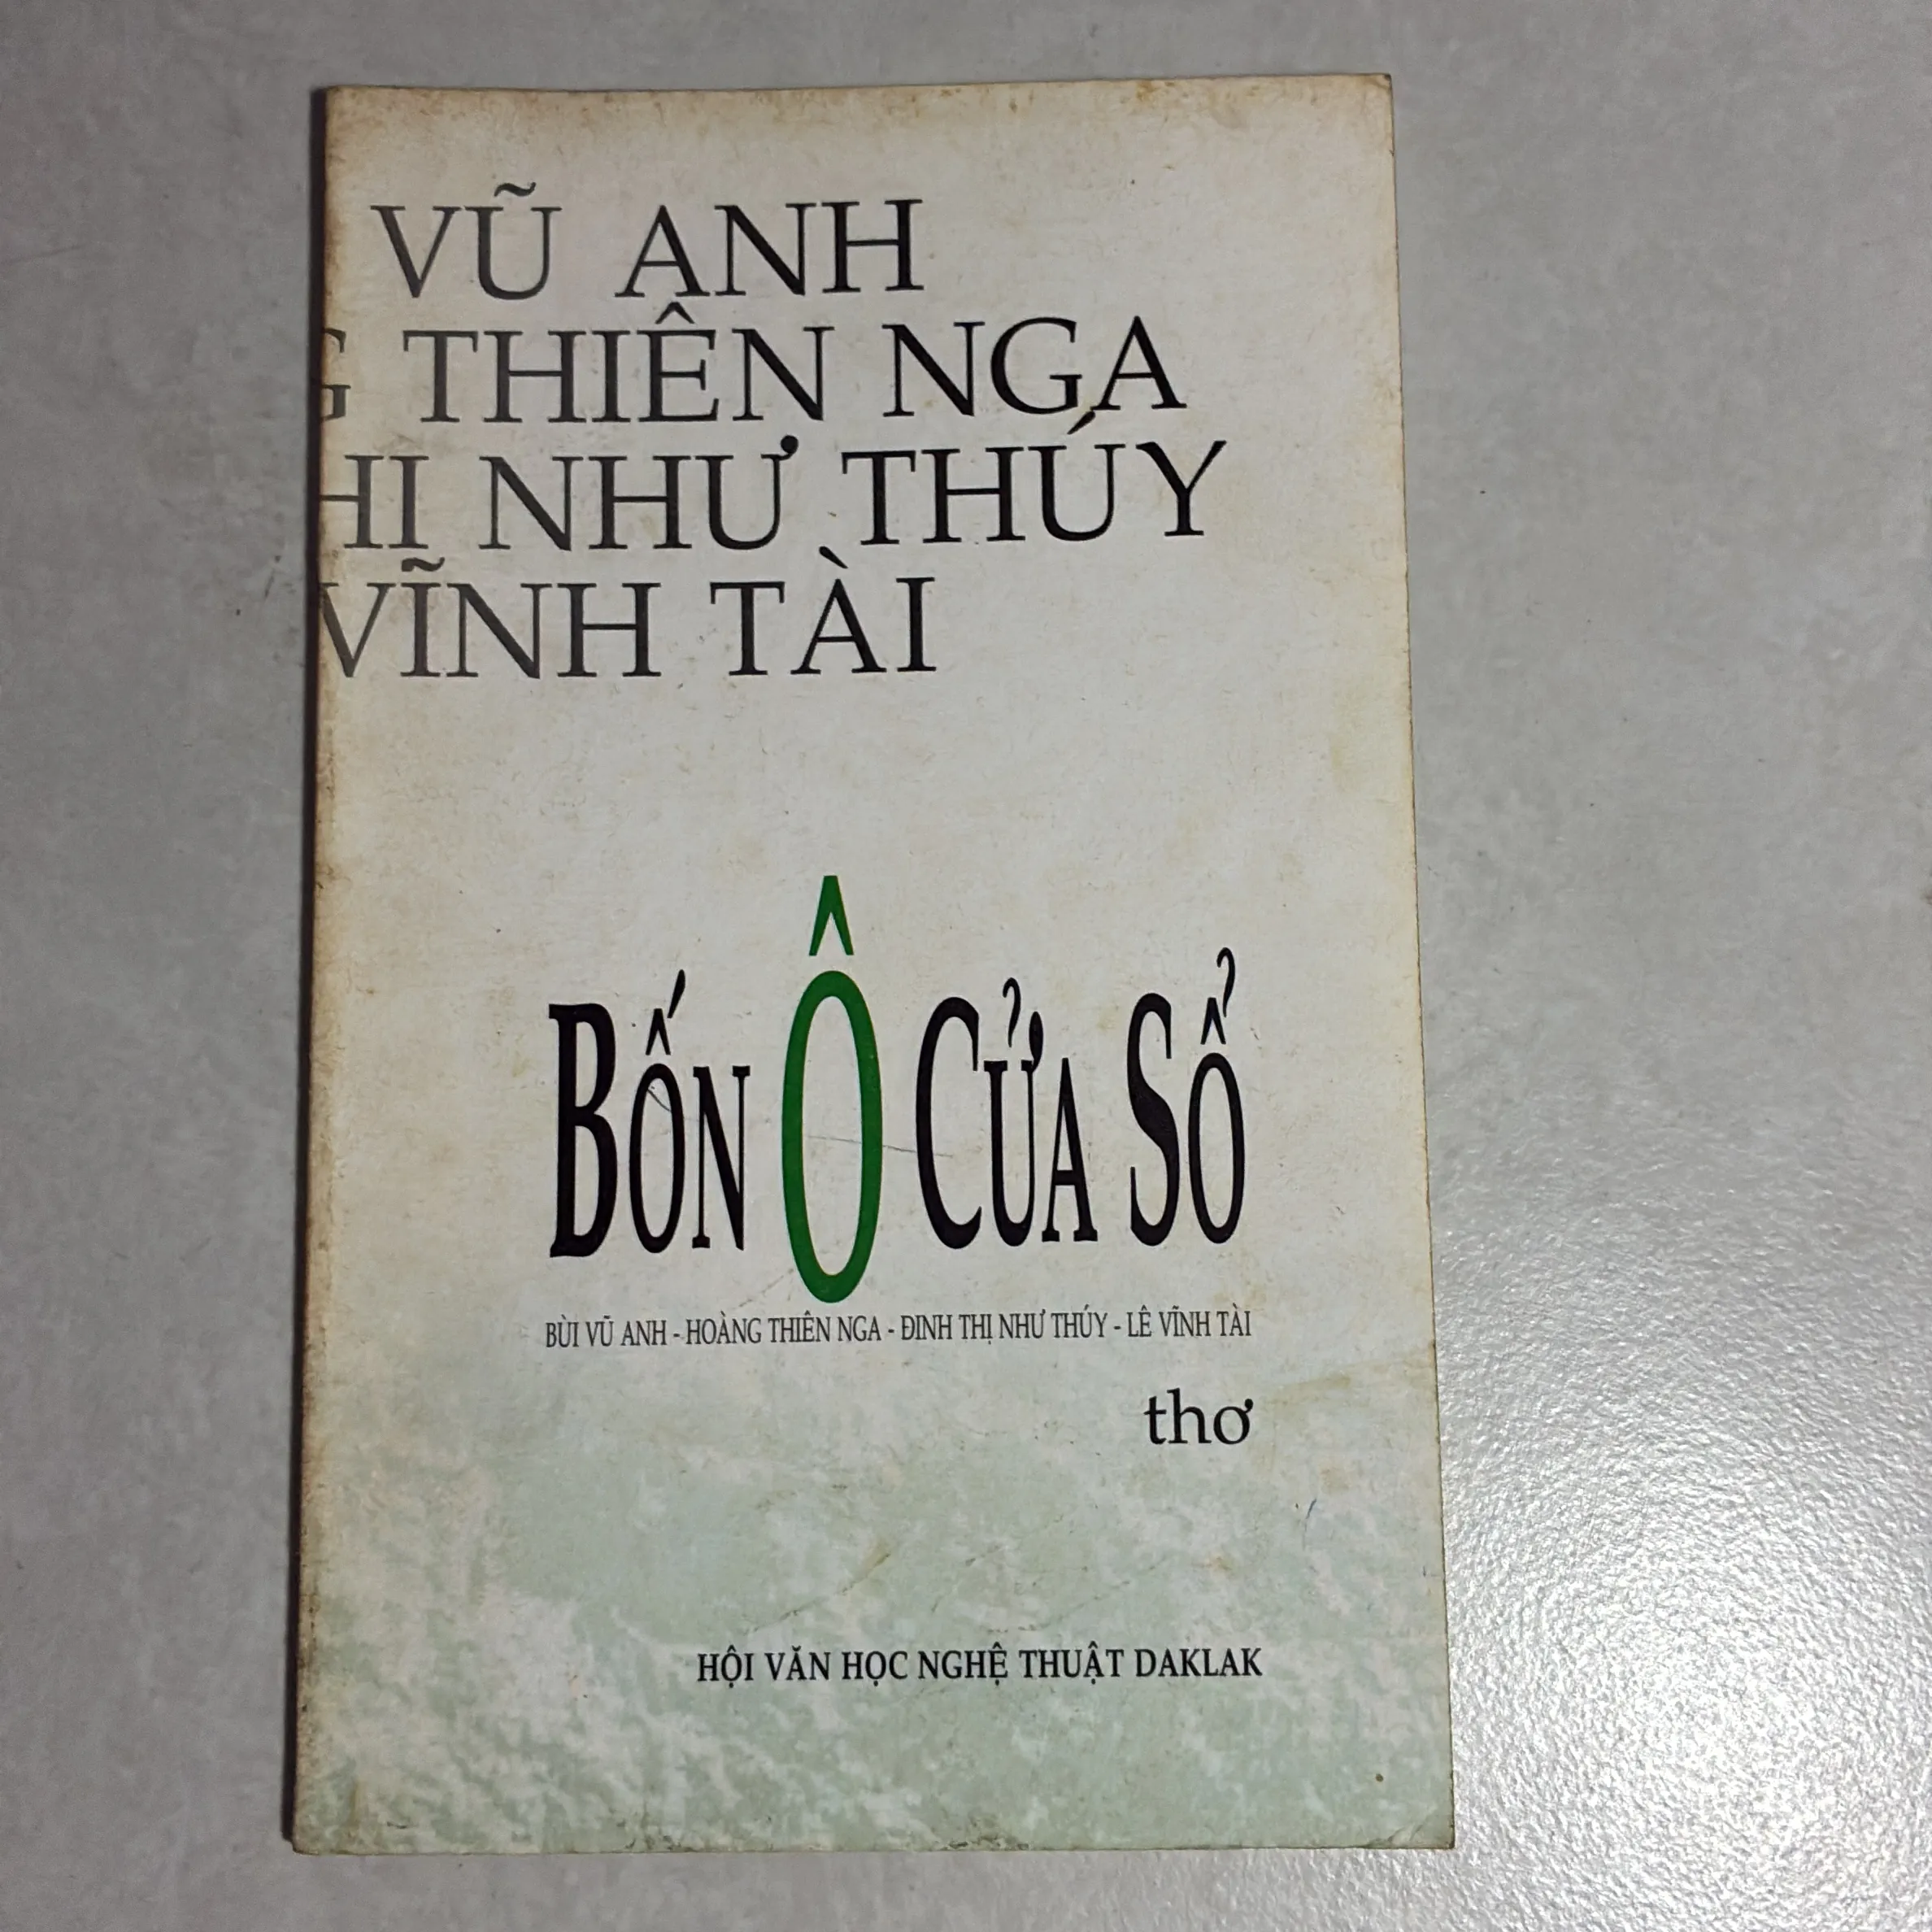 VŨ ANH
G THIÊN NGA
HỊ NHƯ THÚY
VĨNH TÀI
BỐN Ô CỬA SỔ
BÙI VŨ ANH - HOÀNG THIÊN NGA - ĐINH THỊ NHƯ THÚY - LÊ VĨNH TÀI
thơ
HỘI VĂN HỌC NGHỆ THUẬT DAKLAK